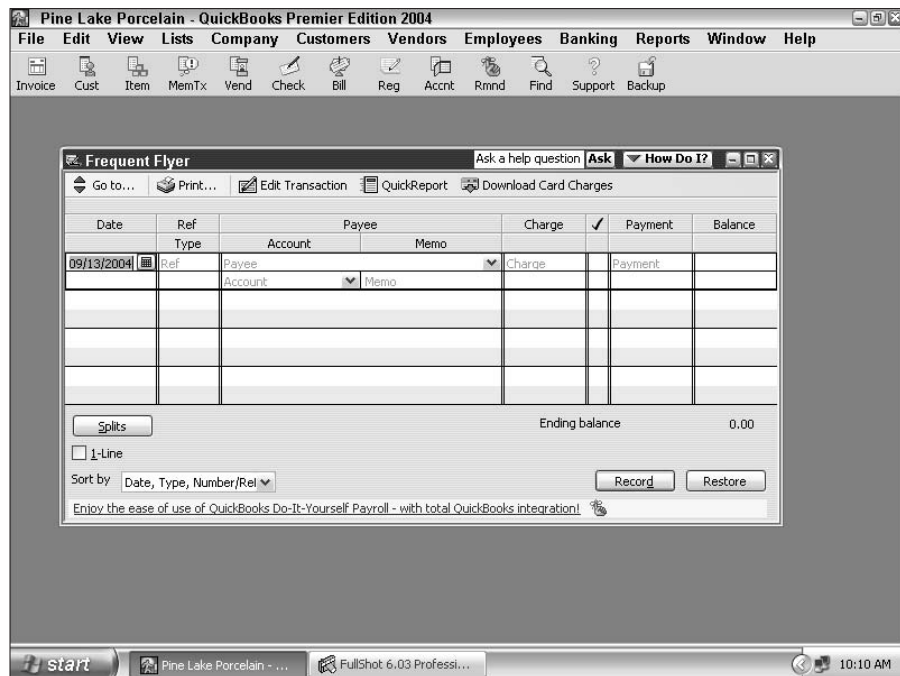 Pine Lake Porcelain - QuickBooks Premier Edition 2004
File Edit View Lists Company Customers Vendors Employees Banking Reports Window Help
Invoice Cust Item MemTx Vend Check Bill Reg Accnt Rmnd Find Support Backup
Frequent Flyer Ask a help question Ask How Do I?
Go to... Print... Edit Transaction QuickReport Download Card Charges
Date Ref Payee Charge ✓ Payment Balance
Type Account Memo
09/13/2004 Ref Payee Charge Payment
Account Memo
Splits Ending balance 0.00
1-Line
Sort by Date, Type, Number/Rel Record Restore
Enjoy the ease of use of QuickBooks Do-It-Yourself Payroll - with total QuickBooks integration!
start Pine Lake Porcelain - ... FullShot 6.03 Professi... 10:10 AM